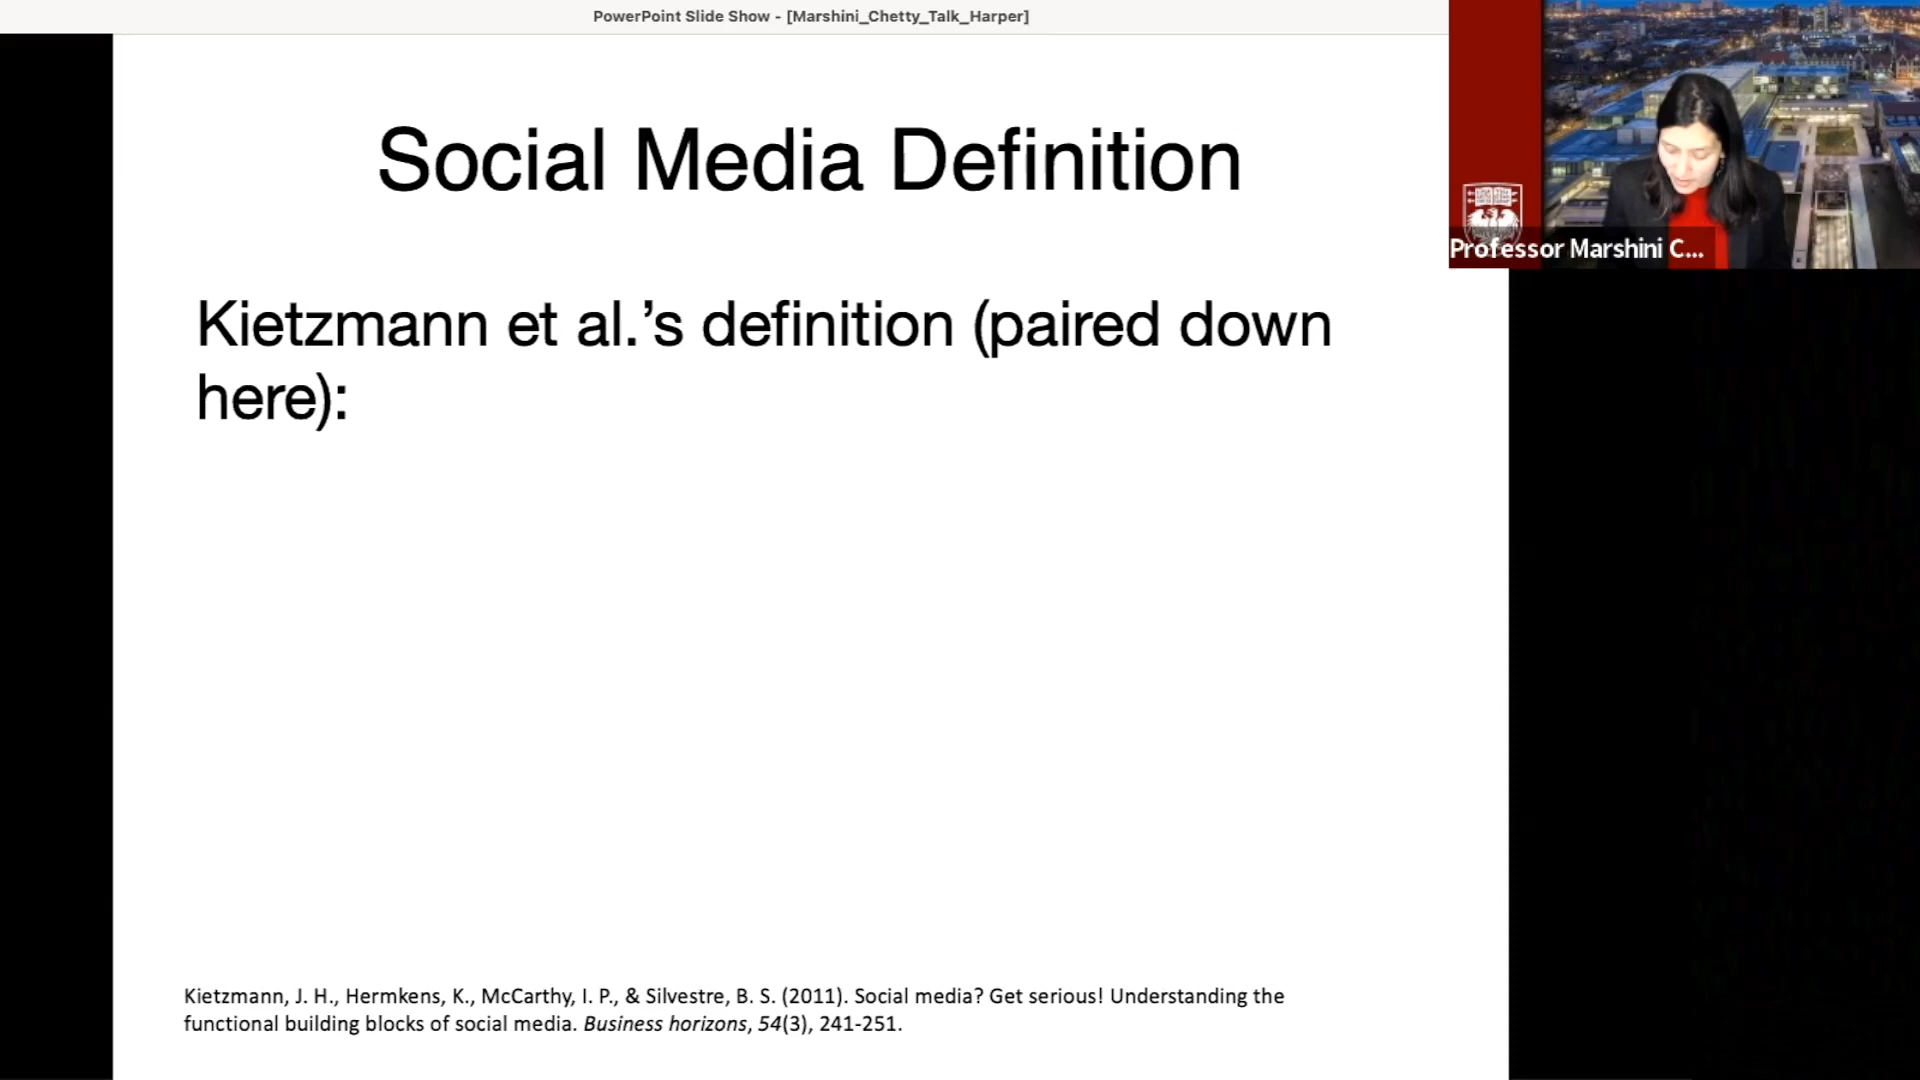 PowerPoint Slide Show - [Marshini_Chetty_Talk_Harper]
Social Media Definition
Kietzmann et al.’s definition (paired down
here):
Kietzmann, J. H., Hermkens, K., McCarthy, I. P., & Silvestre, B. S. (2011). Social media? Get serious! Understanding the
functional building blocks of social media. Business horizons, 54(3), 241-251.
Professor Marshini C...